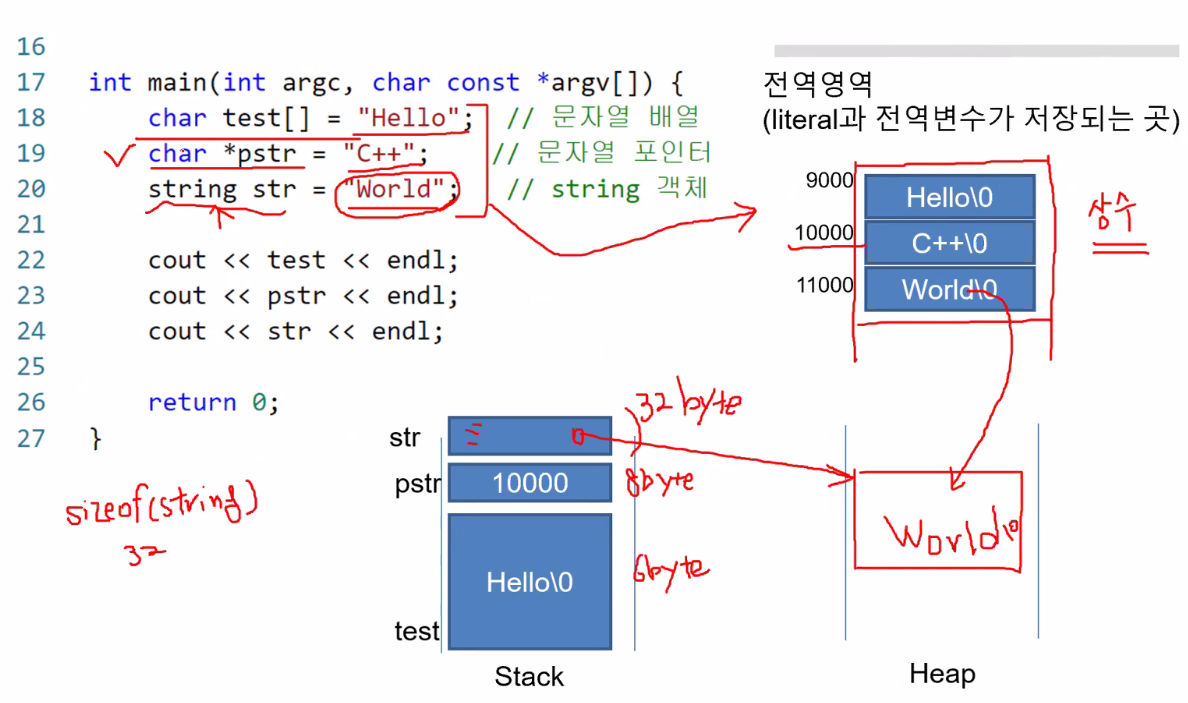 16
17 int main(int argc, char const *argv[]) {
18 char test[] = "Hello"; // 문자열 배열
19 char *pstr = "C++"; // 문자열 포인터
20 string str = "World"; // string 객체
21
22 cout << test << endl;
23 cout << pstr << endl;
24 cout << str << endl;
25
26 return 0;
27 }
전역영역
(literal과 전역변수가 저장되는 곳)
9000 Hello\0
10000 C++\0
11000 World\0
상수
32byte
str
pstr 10000 8byte
Hello\0 6byte
test
Stack
sizeof(string)
32
World\0
Heap